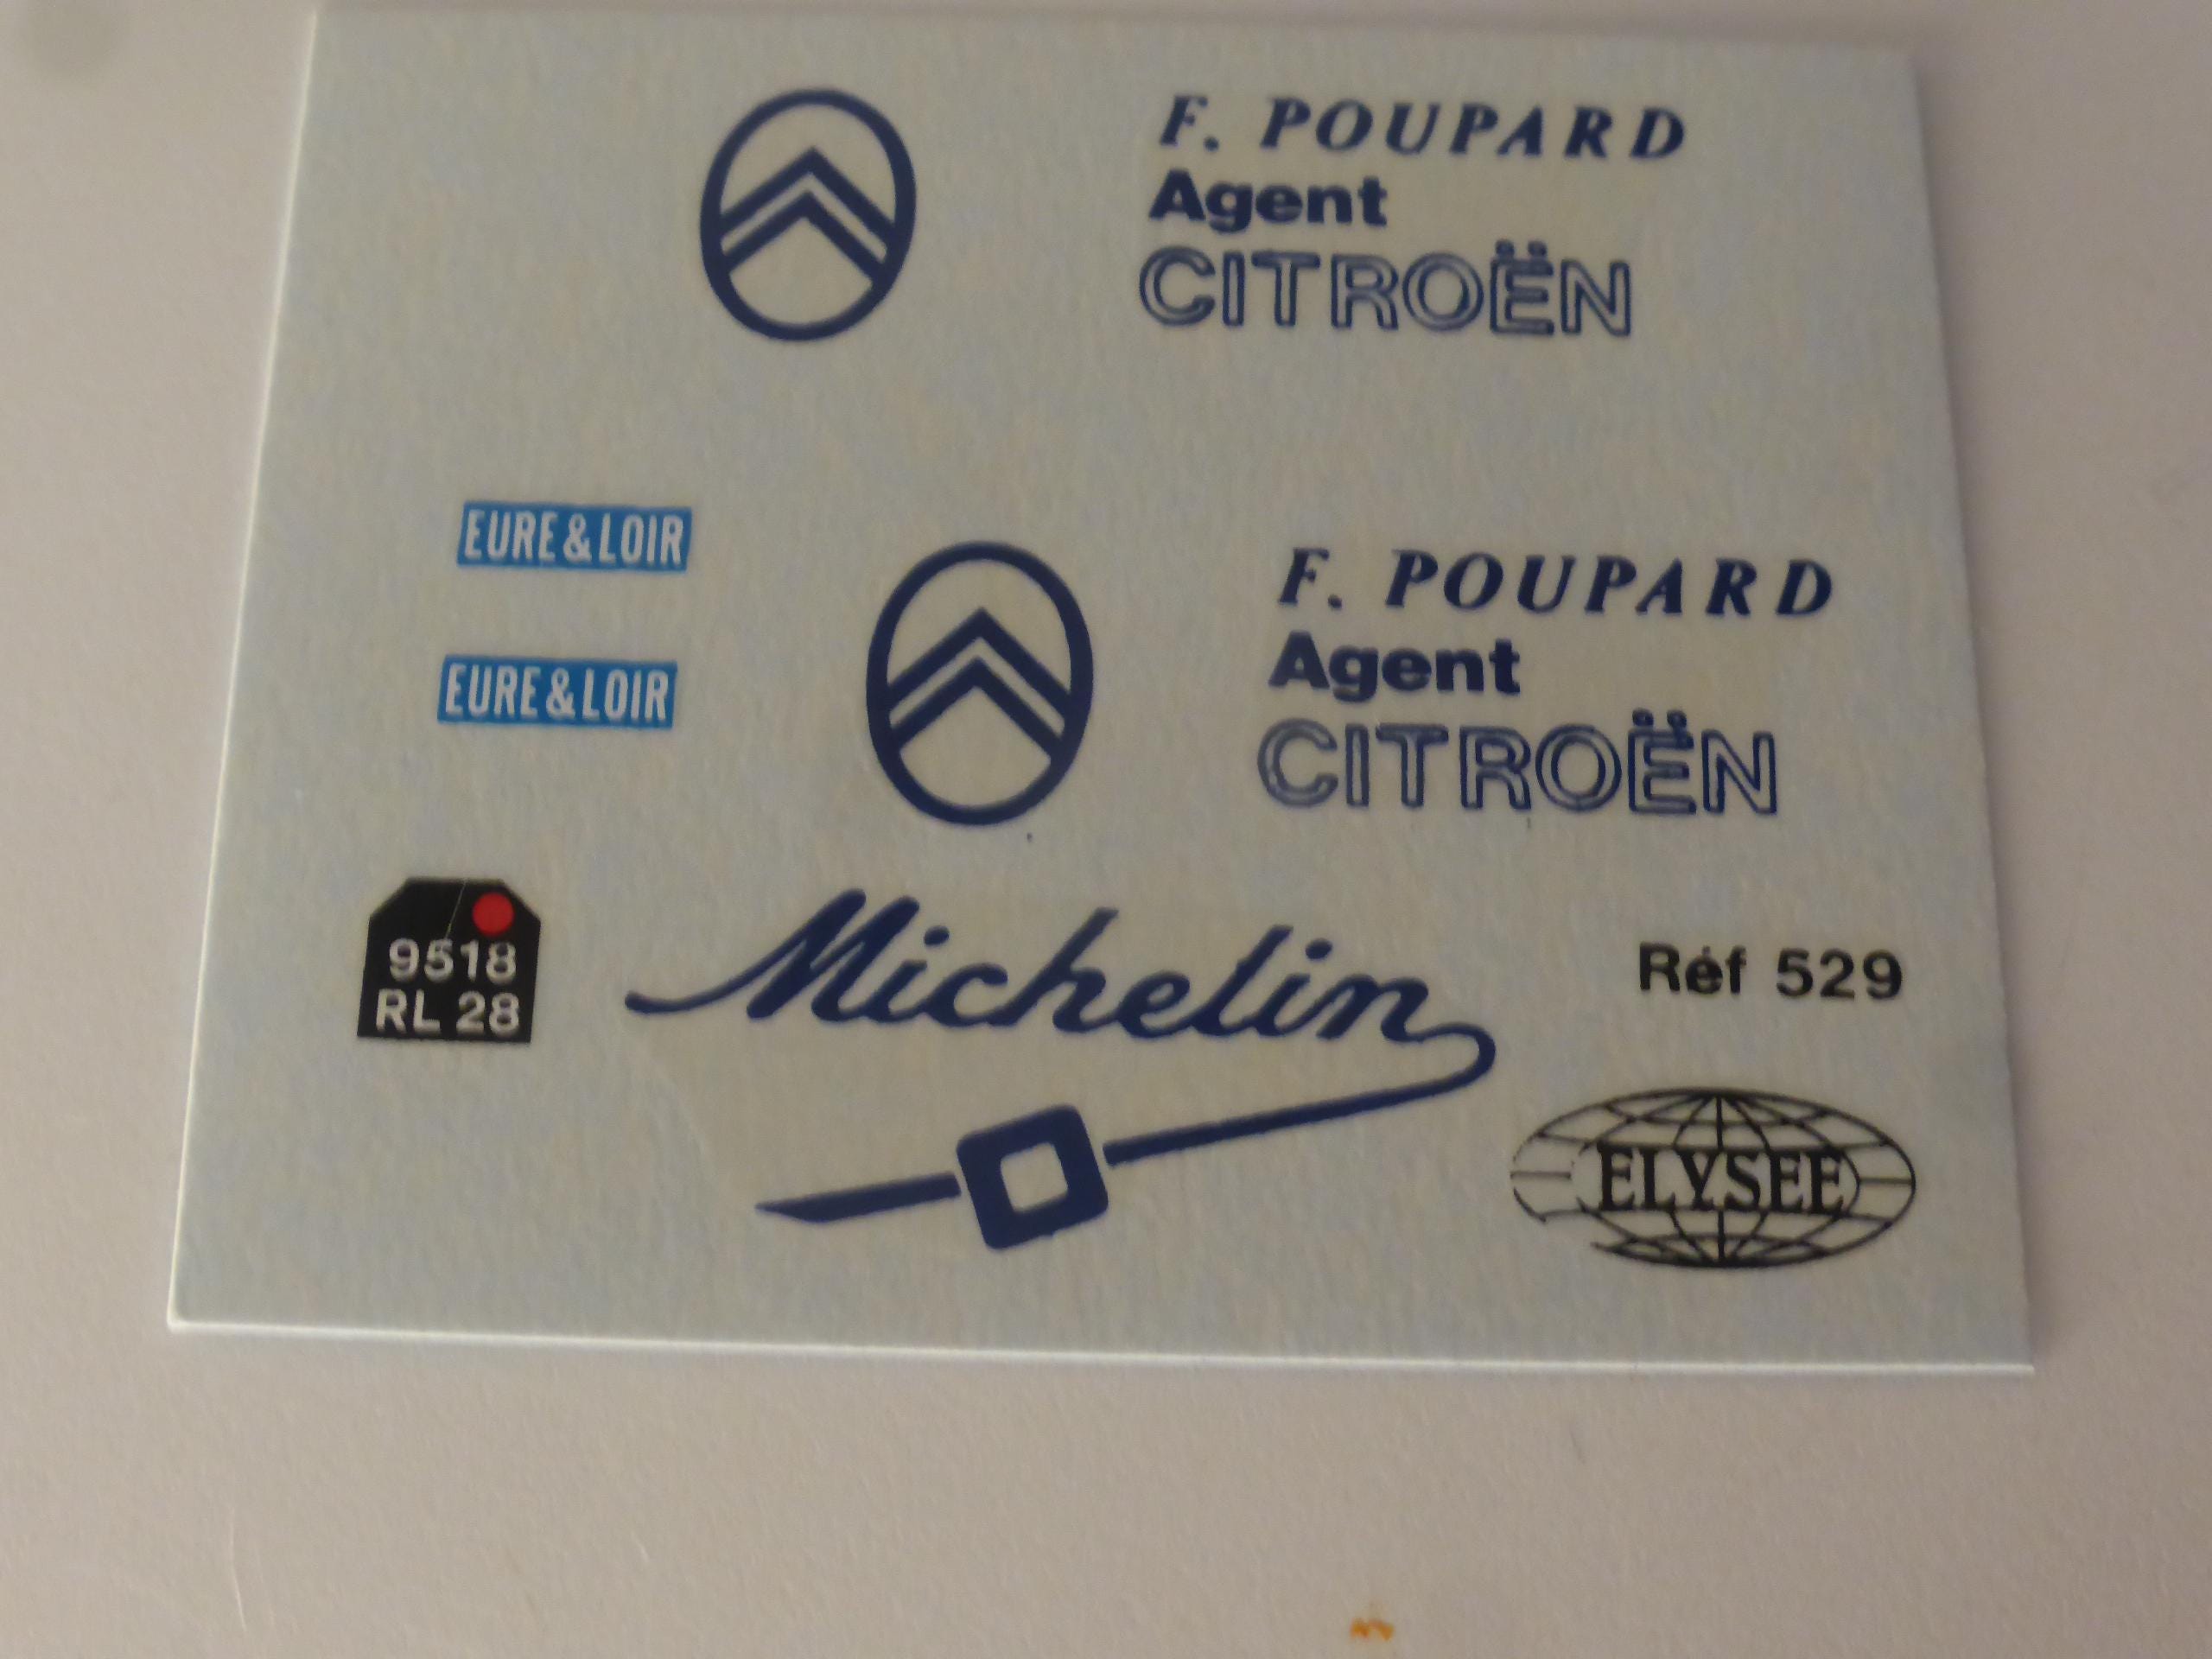 F. POUPARD
Agent
CITROËN
EURE & LOIR
EURE & LOIR
F. POUPARD
Agent
CITROËN
9518
RL 28
Michelin
Réf 529
ELYSEE